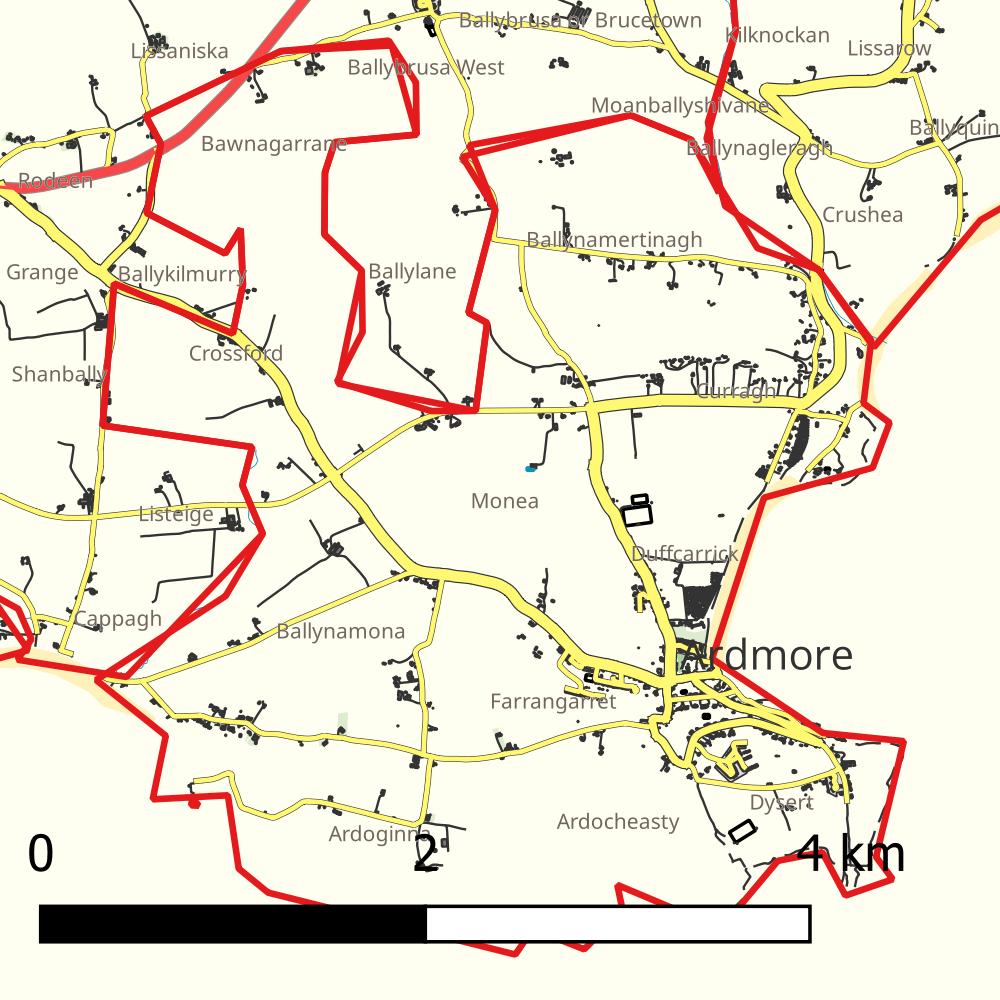 Ballybrusa or Brucetown
Kilknockan
Lissaniska
Lissarow
Ballybrusa West
Moanballyshivane
Ballyquin
Bawnagarrane
Ballynagleragh
Rodeen
Crushea
Ballynamertinagh
Grange
Ballykilmurry
Ballylane
Crossford
Shanbally
Curragh
Monea
Listeige
Duffcarrick
Cappagh
Ballynamona
Ardmore
Farrangarret
Dysert
Ardocheasty
Ardoginna
0 2 4 km